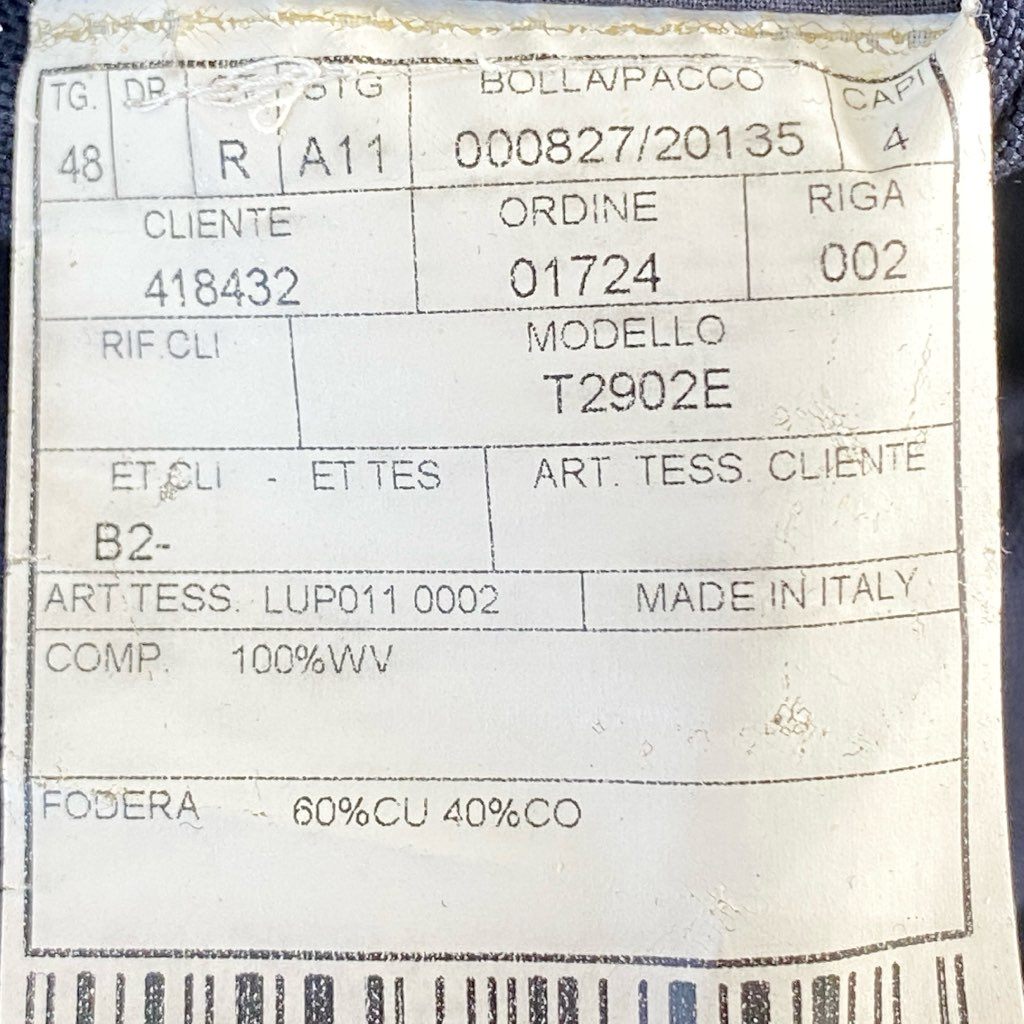 TG. DR STG BOLLA/PACCO CAPI
48 R A11 000827/20135 4
CLIENTE ORDINE RIGA
418432 01724 002
RIF.CLI MODELLO
T2902E
ET.CLI - ET.TES ART. TESS. CLIENTE
B2-
ART.TESS. LUP011 0002 MADE IN ITALY
COMP. 100%WV
FODERA 60%CU 40%CO